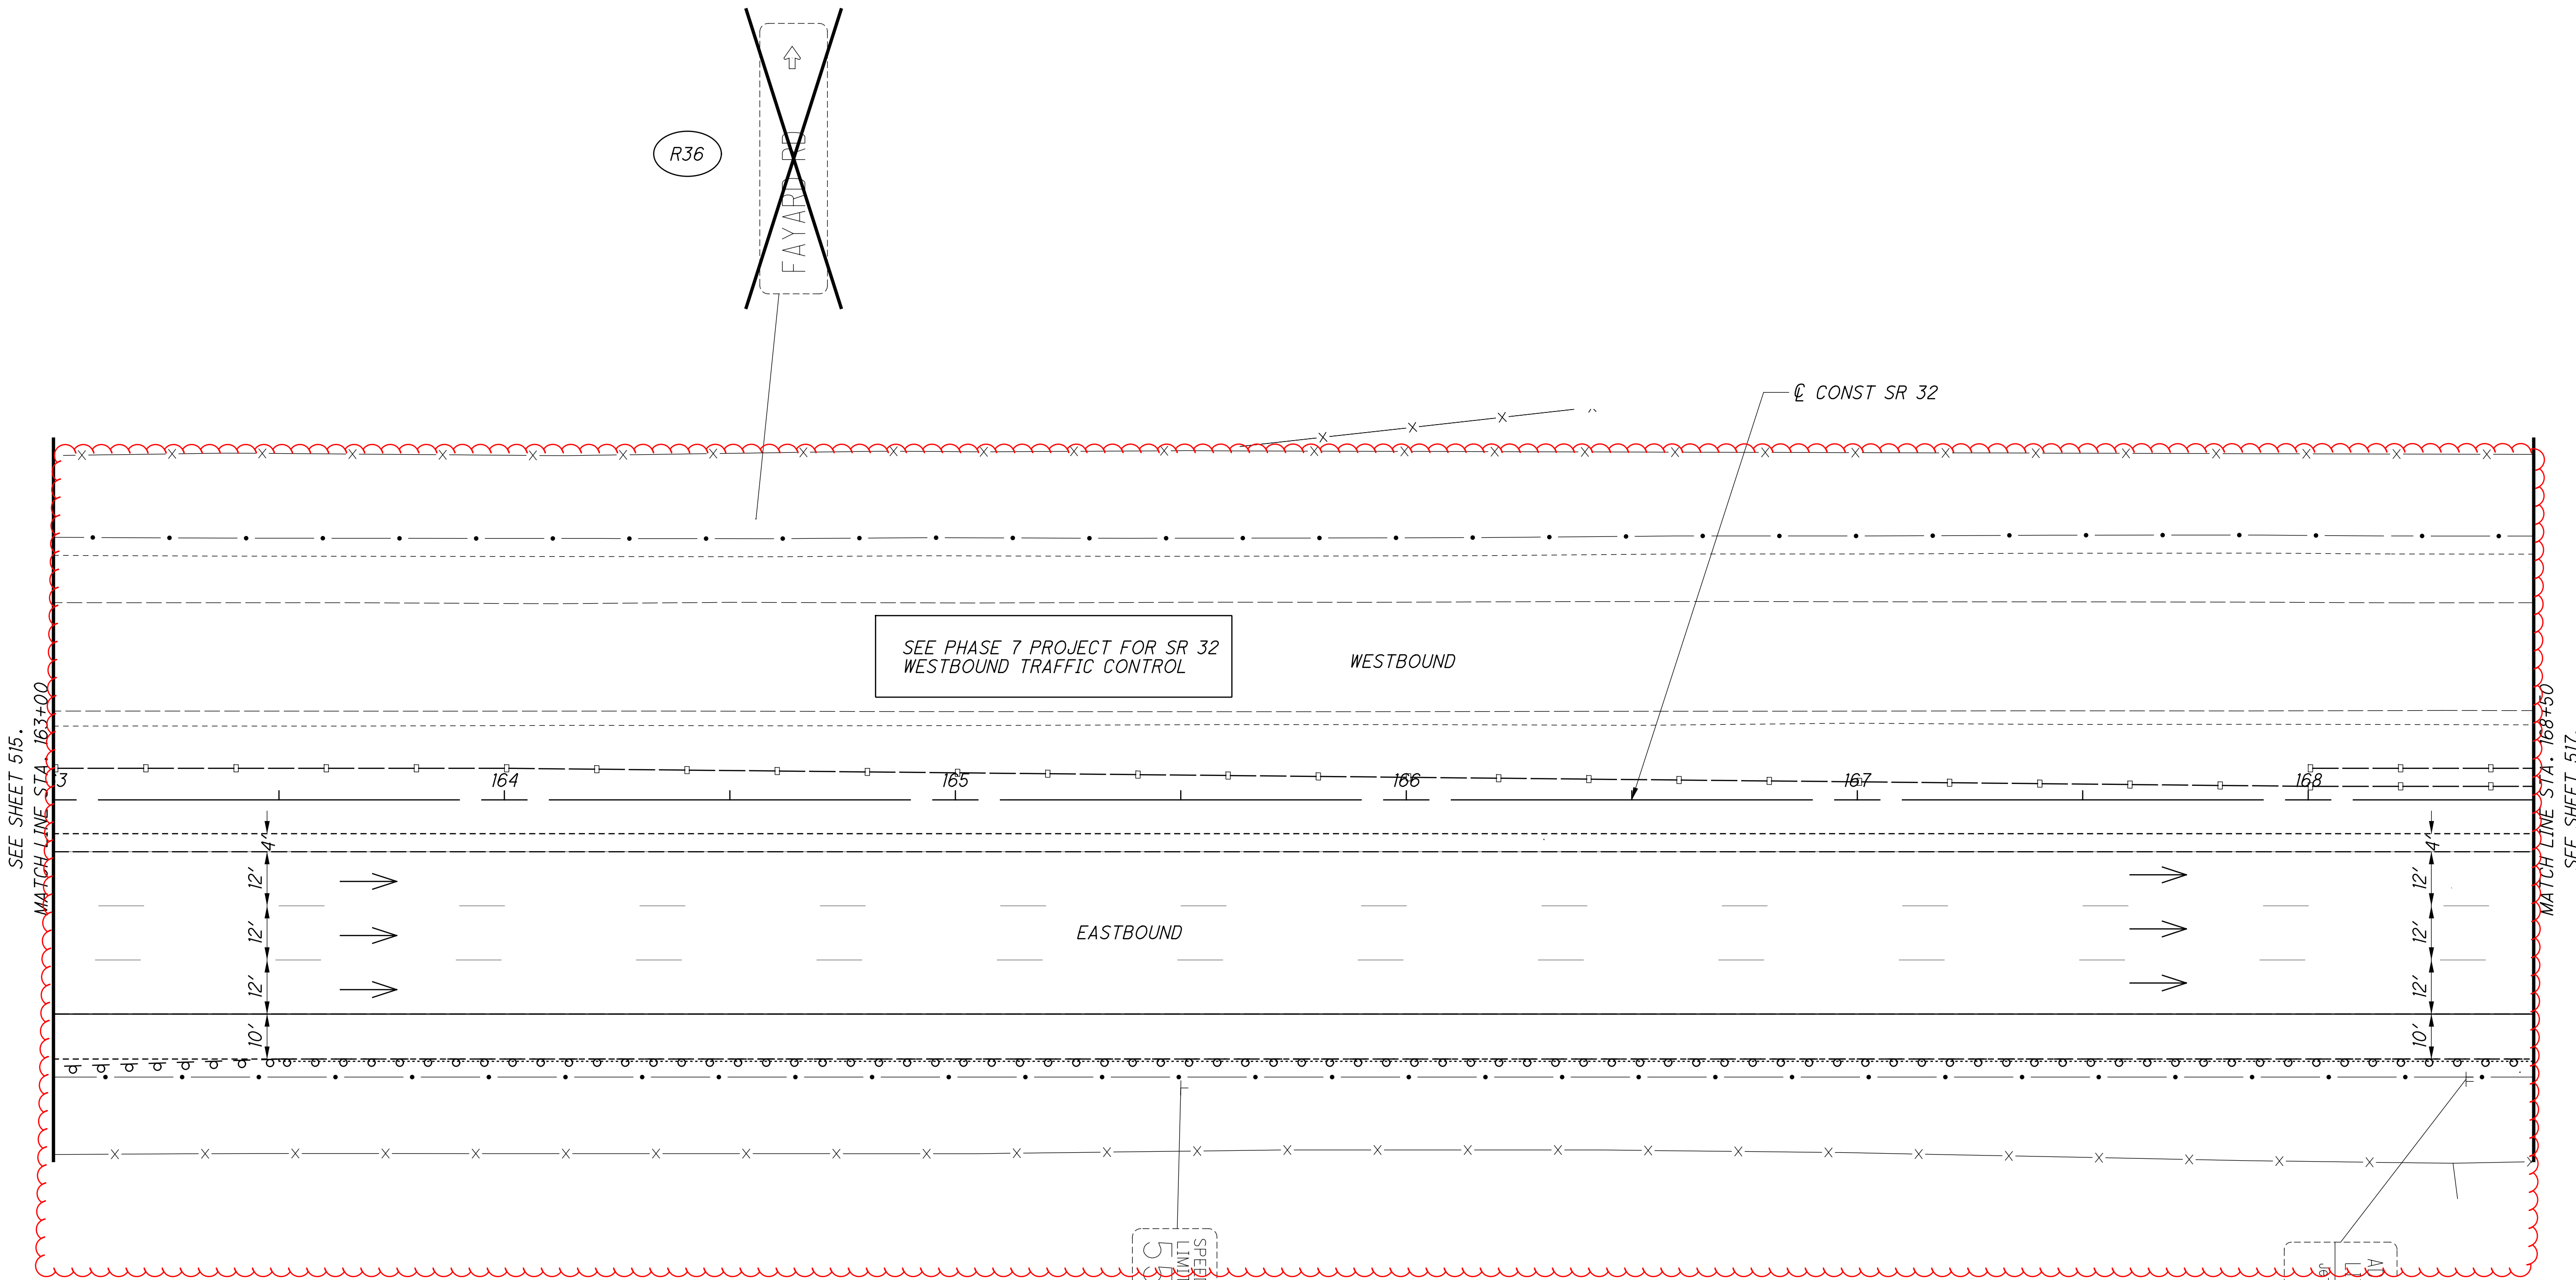 R36
FAYARD RD
℄ CONST SR 32
SEE PHASE 7 PROJECT FOR SR 32
WESTBOUND TRAFFIC CONTROL
WESTBOUND
SEE SHEET 515.
MATCH LINE STA. 163+00
3
164
165
166
167
168
MATCH LINE STA. 168+50
SEE SHEET 517.
4'
12'
12'
12'
10'
EASTBOUND
4'
12'
12'
12'
10'
SPEED
LIMIT
55